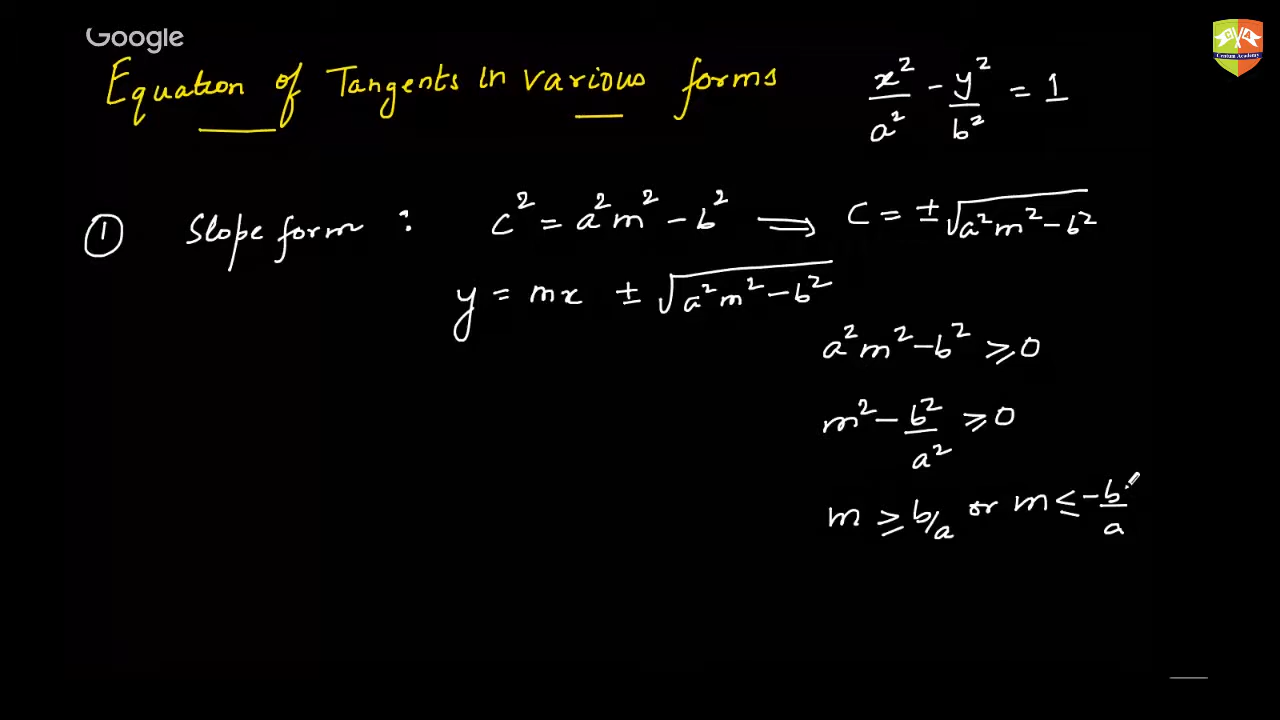 Google
Equation of Tangents in various forms
x²/a² - y²/b² = 1
① Slope form : c² = a²m² - b² ⟹ c = ± √(a²m² - b²)
y = mx ± √(a²m² - b²)
a²m² - b² ≥ 0
m² - b²/a² ≥ 0
m ≥ b/a or m ≤ -b/a